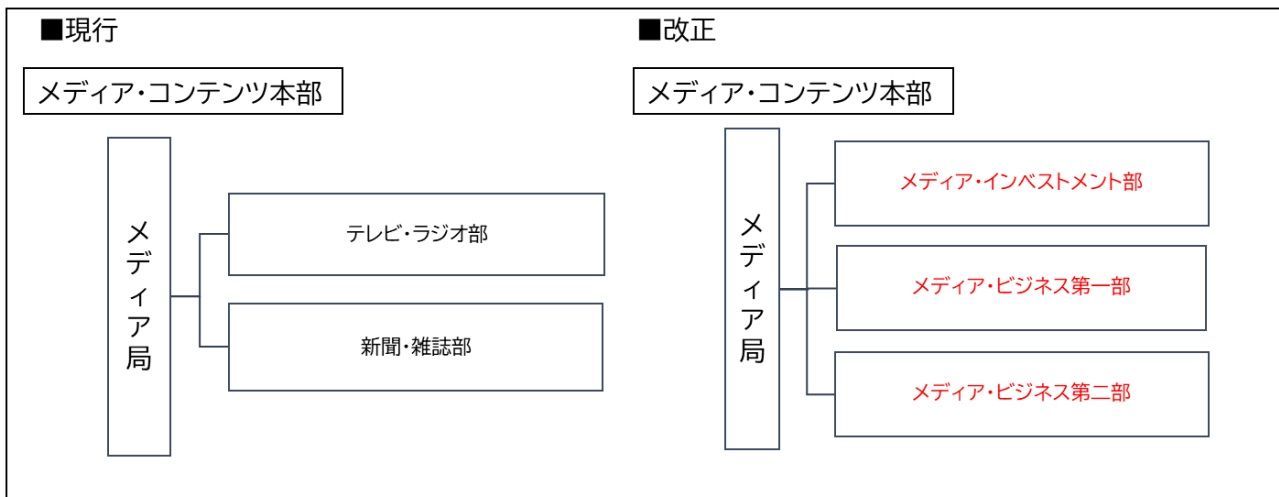 ■現行
メディア・コンテンツ本部
メディア局
テレビ・ラジオ部
新聞・雑誌部
■改正
メディア・コンテンツ本部
メディア局
メディア・インベストメント部
メディア・ビジネス第一部
メディア・ビジネス第二部